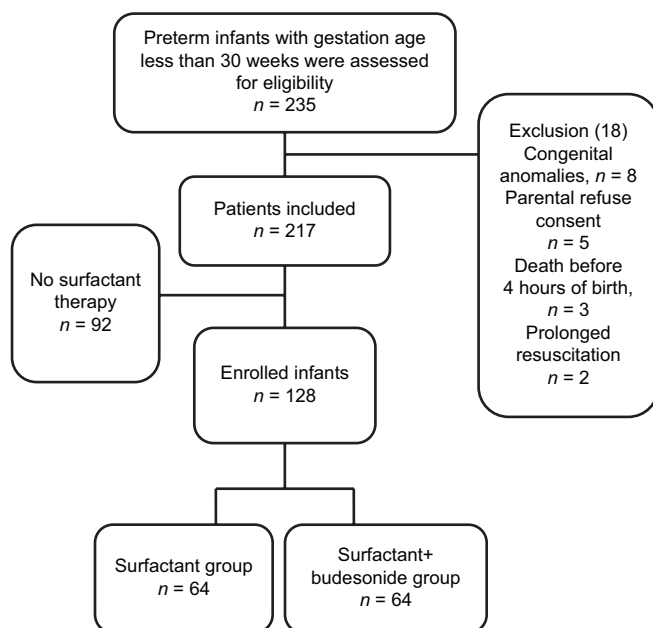 Preterm infants with gestation age
less than 30 weeks were assessed
for eligibility
n = 235
Exclusion (18)
Congenital
anomalies, n = 8
Parental refuse
consent
n = 5
Death before
4 hours of birth,
n = 3
Prolonged
resuscitation
n = 2
Patients included
n = 217
No surfactant
therapy
n = 92
Enrolled infants
n = 128
Surfactant group
n = 64
Surfactant+
budesonide group
n = 64